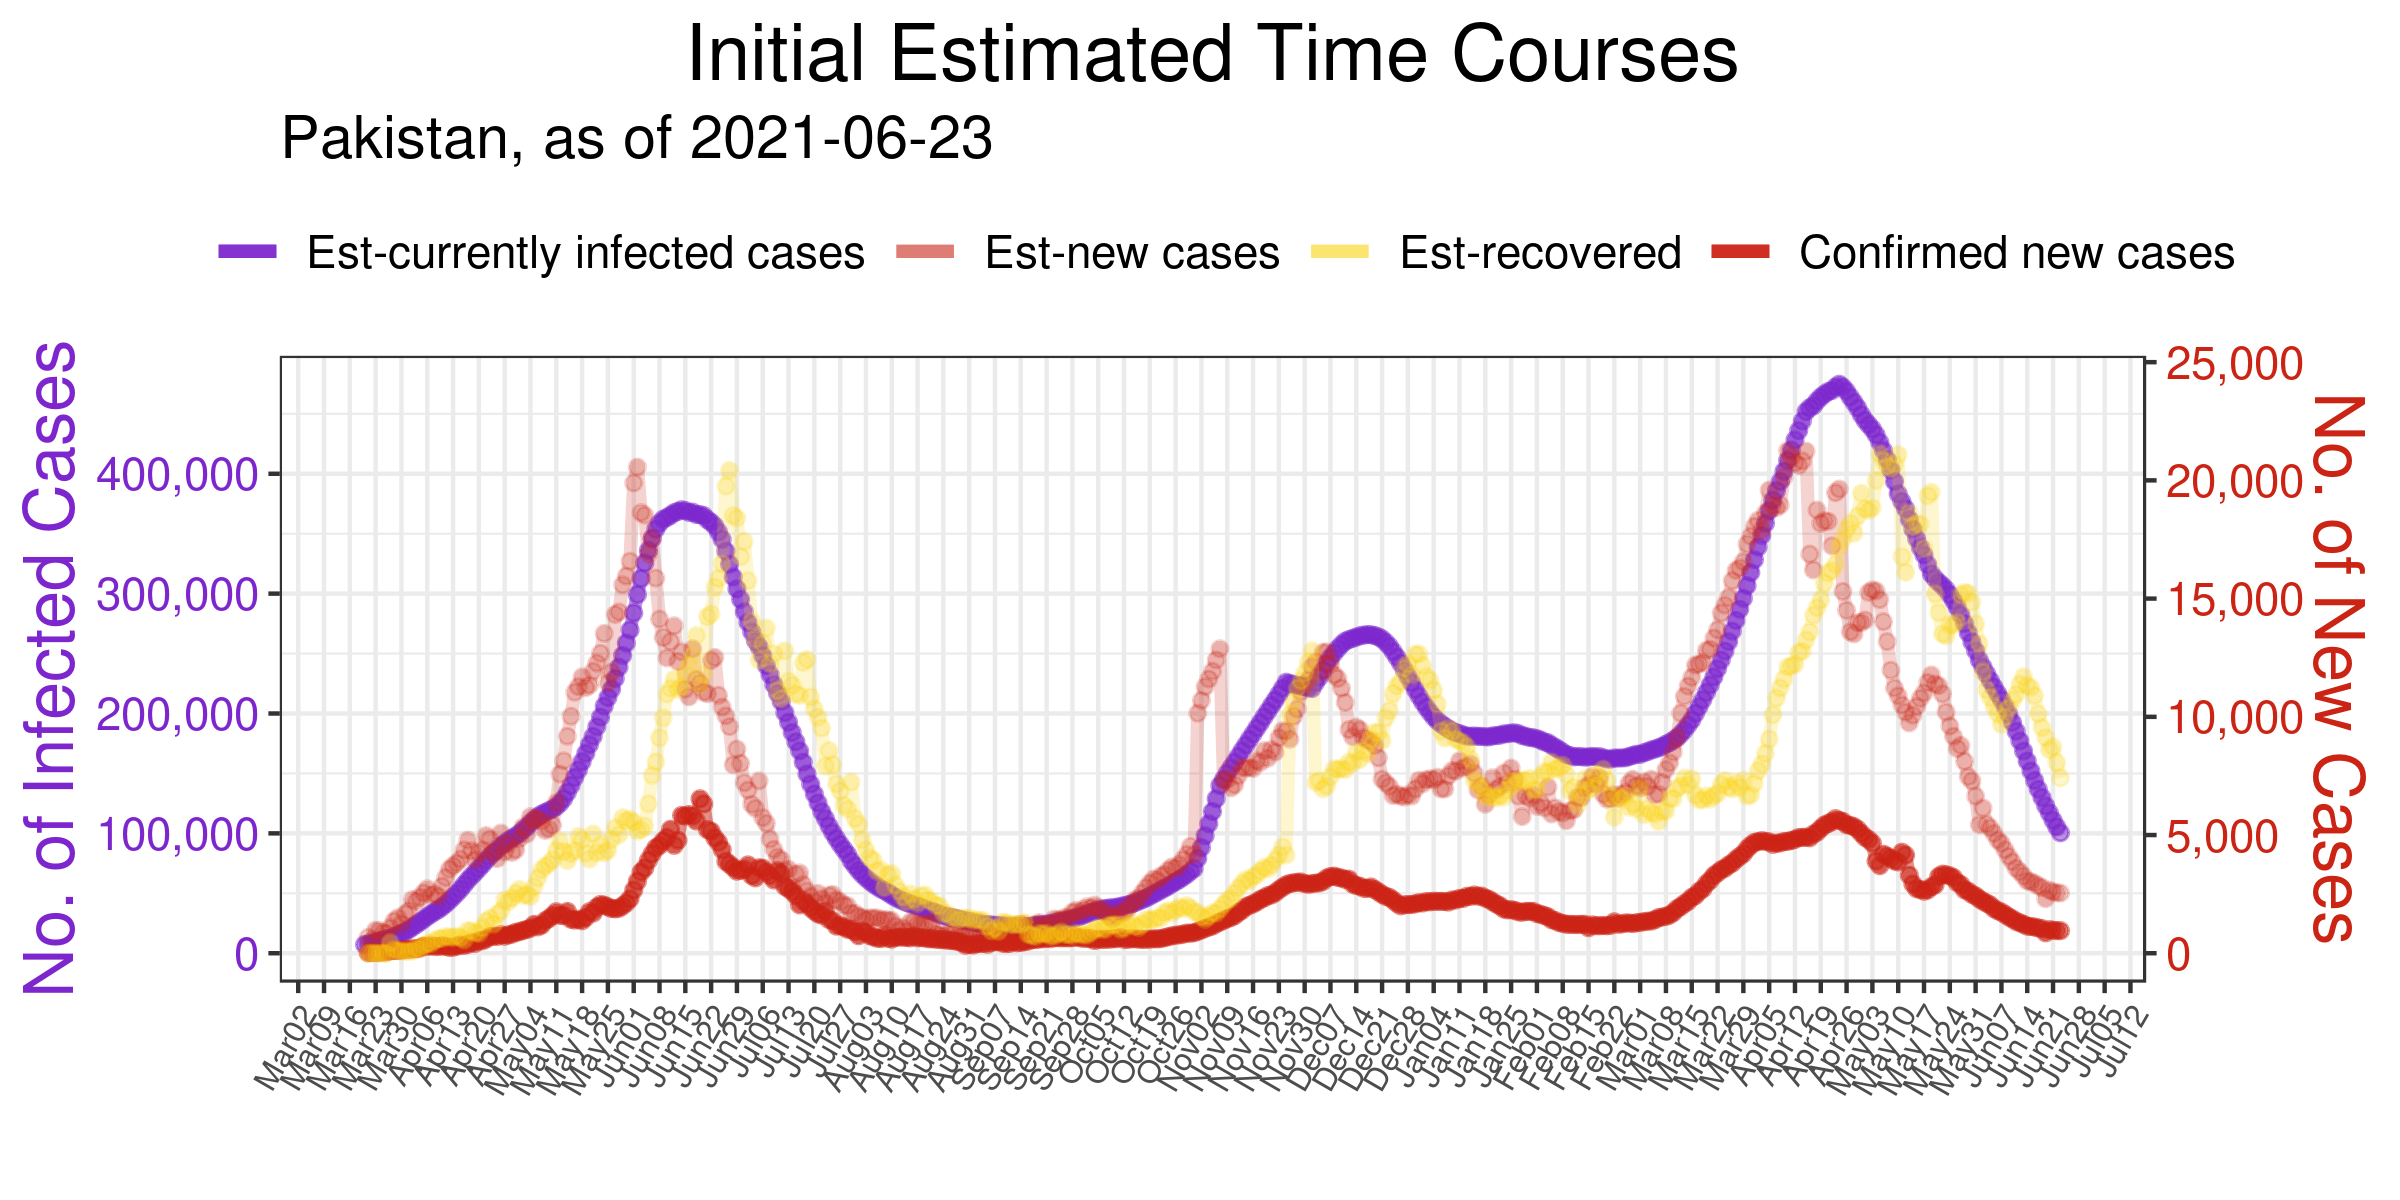 Initial Estimated Time Courses
Pakistan, as of 2021-06-23
Est-currently infected cases Est-new cases Est-recovered Confirmed new cases
No. of Infected Cases
400,000
300,000
200,000
100,000
0
25,000
20,000
15,000
10,000
5,000
0
No. of New Cases
Mar02
Mar09
Mar16
Mar23
Mar30
Apr06
Apr13
Apr20
Apr27
May04
May11
May18
May25
Jun01
Jun08
Jun15
Jun22
Jun29
Jul06
Jul13
Jul20
Jul27
Aug03
Aug10
Aug17
Aug24
Aug31
Sep07
Sep14
Sep21
Sep28
Oct05
Oct12
Oct19
Oct26
Nov02
Nov09
Nov16
Nov23
Nov30
Dec07
Dec14
Dec21
Dec28
Jan04
Jan11
Jan18
Jan25
Feb01
Feb08
Feb15
Feb22
Mar01
Mar08
Mar15
Mar22
Mar29
Apr05
Apr12
Apr19
Apr26
May03
May10
May17
May24
May31
Jun07
Jun14
Jun21
Jun28
Jul05
Jul12